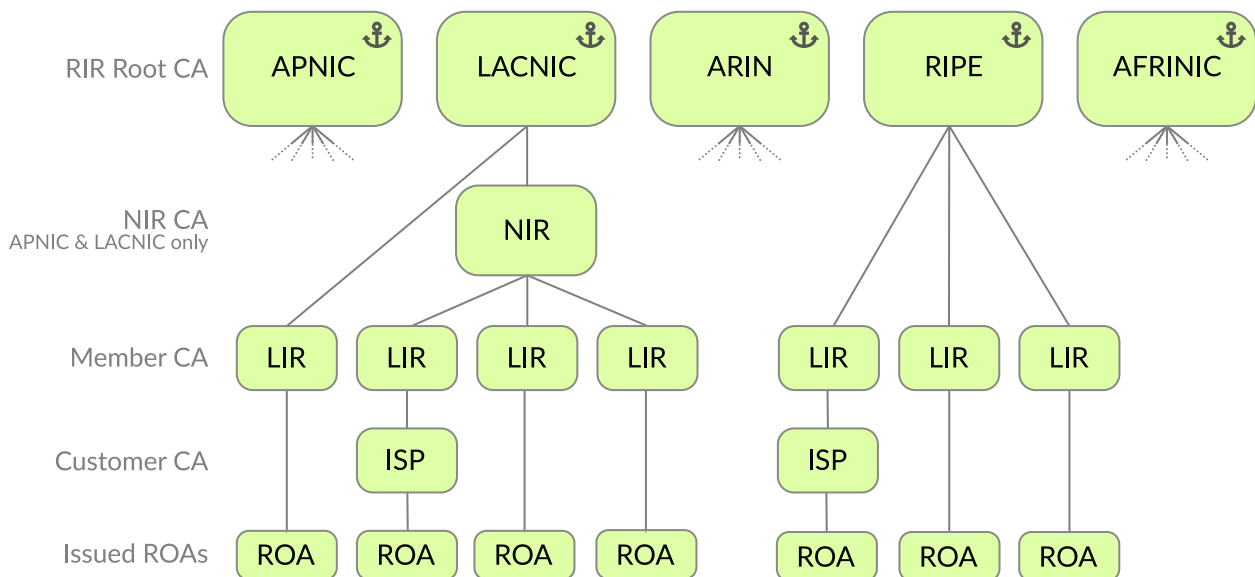 RIR Root CA APNIC LACNIC ARIN RIPE AFRINIC
NIR CA
APNIC & LACNIC only
NIR
Member CA LIR LIR LIR LIR LIR LIR LIR
Customer CA ISP ISP
Issued ROAs ROA ROA ROA ROA ROA ROA ROA